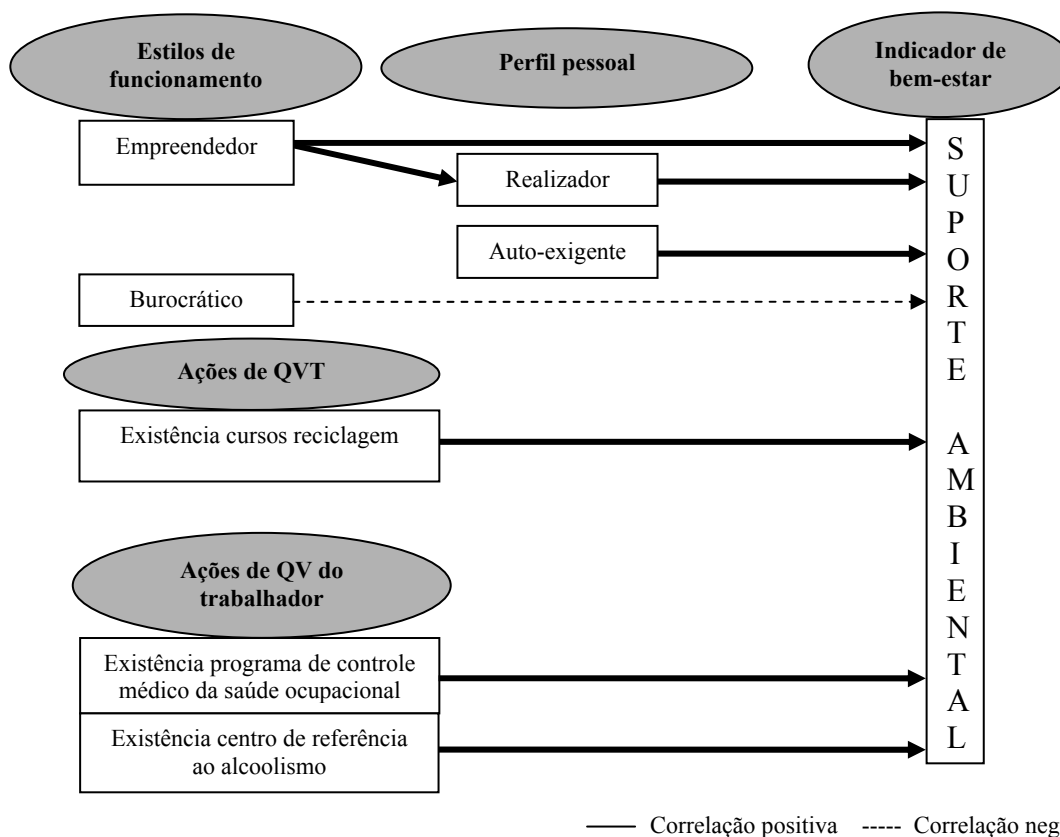 Estilos de
funcionamento
Perfil pessoal
Indicador de
bem-estar
Empreendedor
Realizador
Auto-exigente
Burocrático
Ações de QVT
Existência cursos reciclagem
Ações de QV do
trabalhador
Existência programa de controle
médico da saúde ocupacional
Existência centro de referência
ao alcoolismo
SUPORTE AMBIENTAL
Correlação positiva ----- Correlação neg